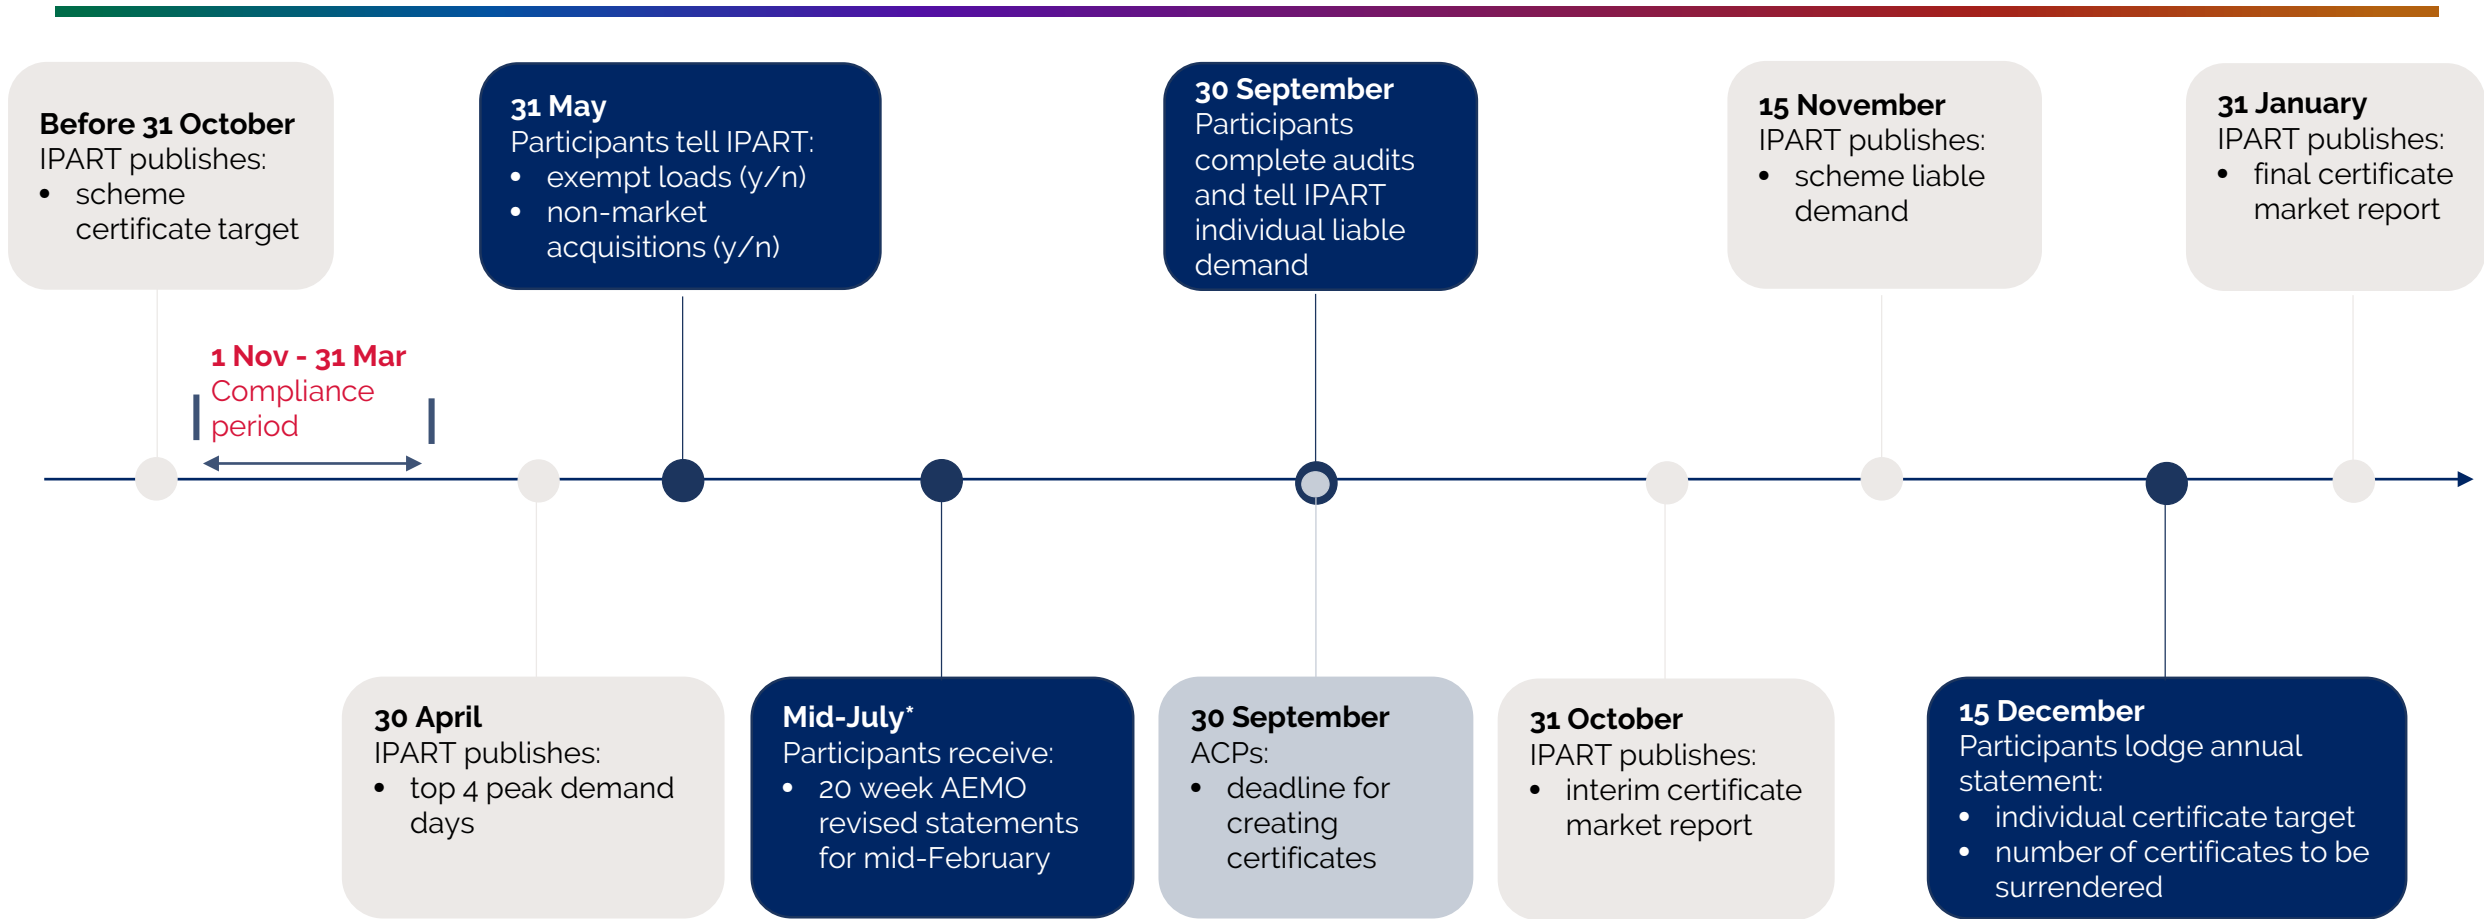 Before 31 October
IPART publishes:
• scheme
certificate target
31 May
Participants tell IPART:
• exempt loads (y/n)
• non-market
acquisitions (y/n)
30 September
Participants
complete audits
and tell IPART
individual liable
demand
15 November
IPART publishes:
• scheme liable
demand
31 January
IPART publishes:
• final certificate
market report
1 Nov - 31 Mar
Compliance
period
30 April
IPART publishes:
• top 4 peak demand
days
Mid-July*
Participants receive:
• 20 week AEMO
revised statements
for mid-February
30 September
ACPs:
• deadline for
creating
certificates
31 October
IPART publishes:
• interim certificate
market report
15 December
Participants lodge annual
statement:
• individual certificate target
• number of certificates to be
surrendered